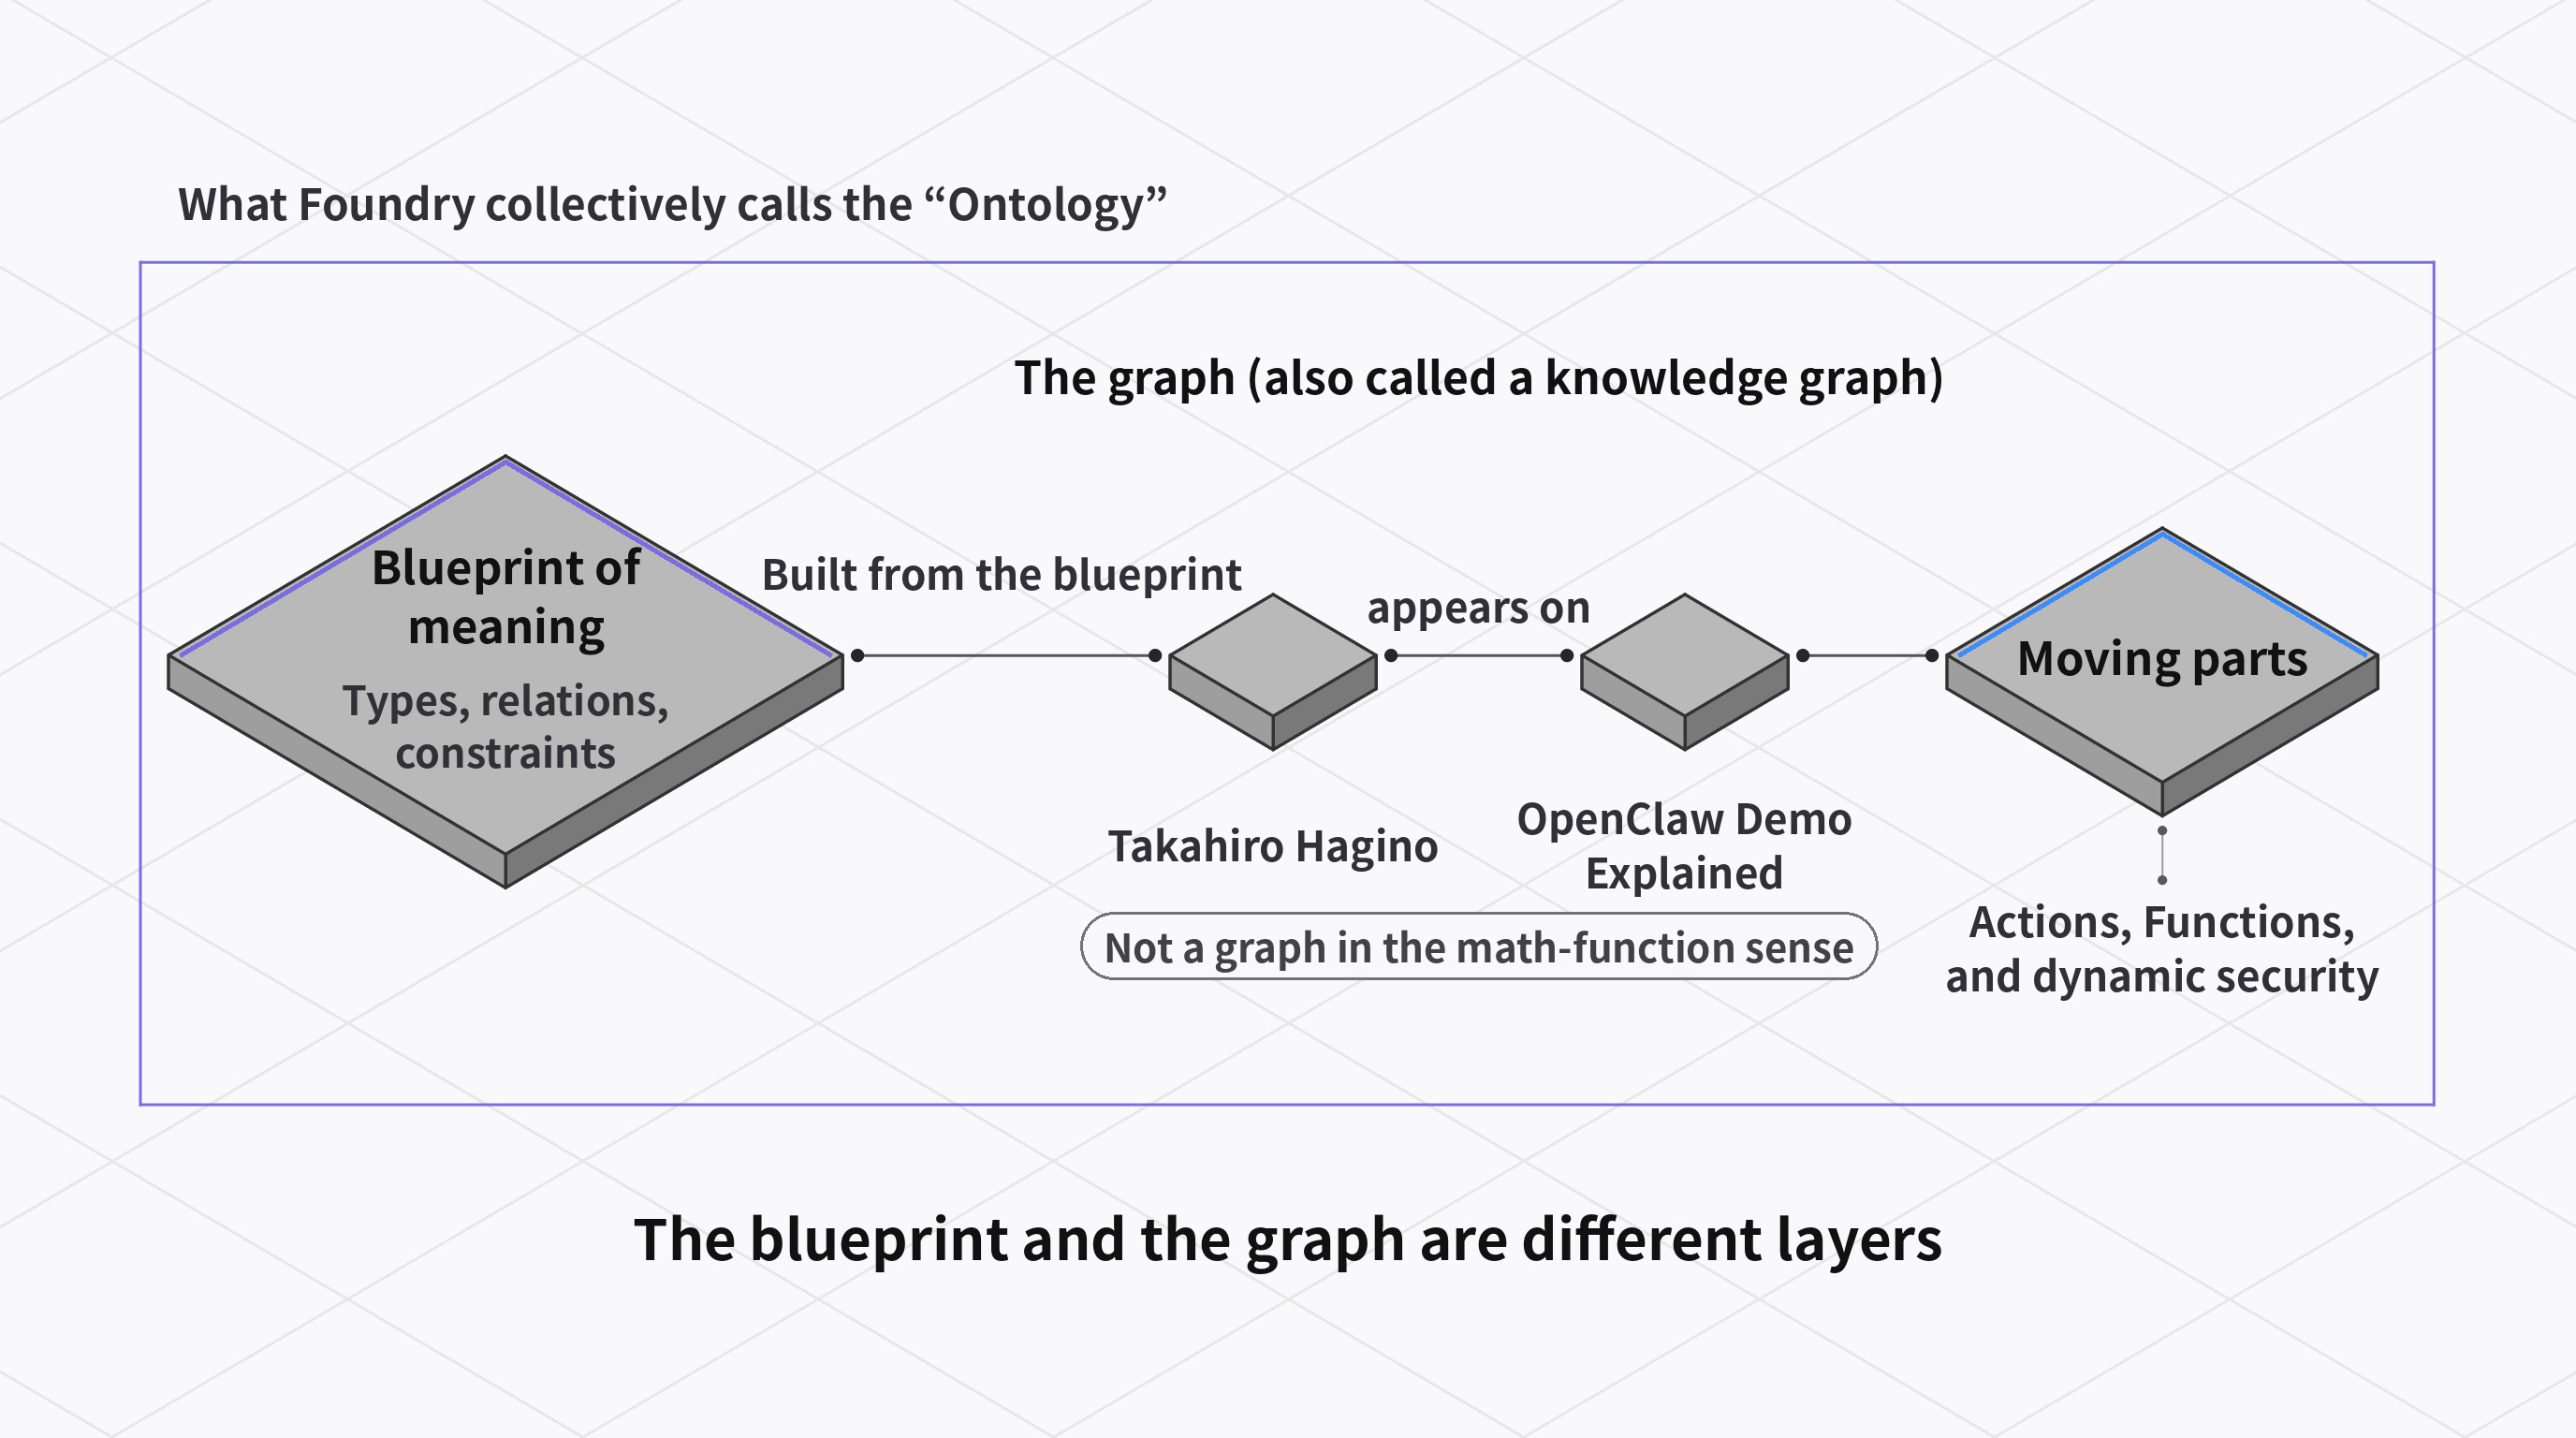 What Foundry collectively calls the “Ontology”
The graph (also called a knowledge graph)
Blueprint of
meaning
Types, relations,
constraints
Built from the blueprint
appears on
Takahiro Hagino
OpenClaw Demo
Explained
Not a graph in the math-function sense
Moving parts
Actions, Functions,
and dynamic security
The blueprint and the graph are different layers